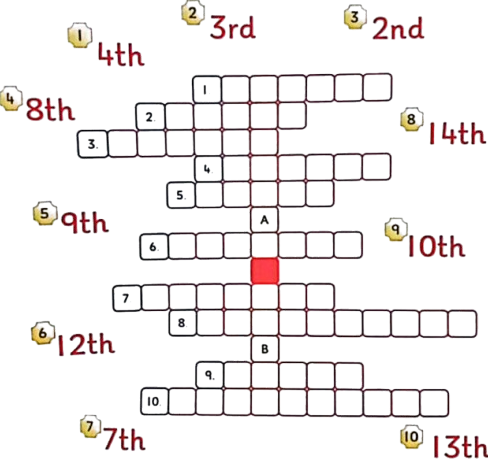 2 3rd
3 2nd
1 4th
1
4 8th
2.
8 14th
3.
4
5.
5 9th
A
9 10th
6.
7
8
6 12th
B
9.
10.
7 7th
10 13th